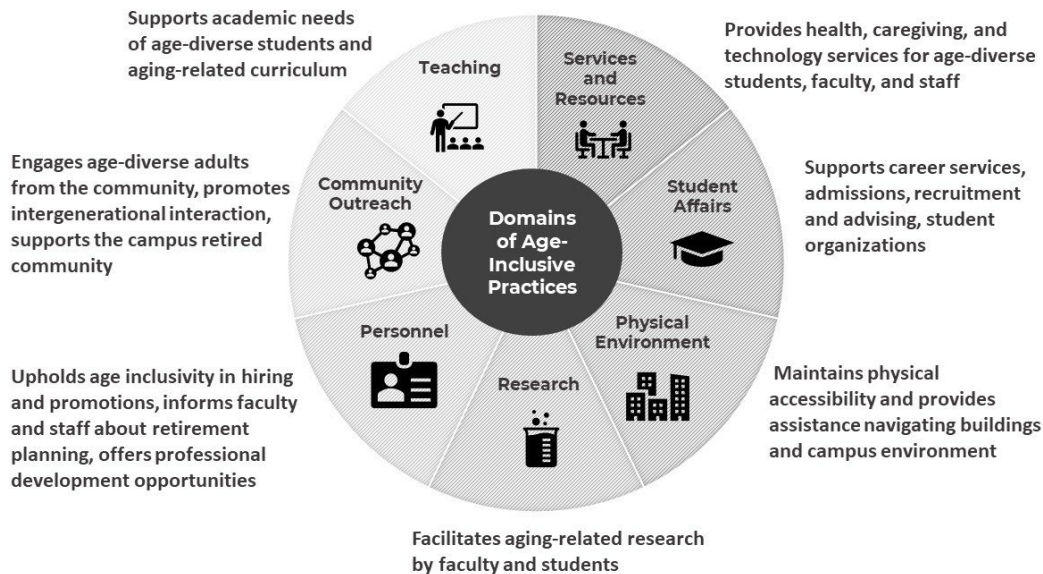 Supports academic needs
of age-diverse students and
aging-related curriculum
Teaching
Services
and
Resources
Provides health, caregiving, and
technology services for age-diverse
students, faculty, and staff
Engages age-diverse adults
from the community, promotes
intergenerational interaction,
supports the campus retired
community
Community
Outreach
Domains
of Age-
Inclusive
Practices
Student
Affairs
Supports career services,
admissions, recruitment
and advising, student
organizations
Upholds age inclusivity in hiring
and promotions, informs faculty
and staff about retirement
planning, offers professional
development opportunities
Personnel
Research
Physical
Environment
Maintains physical
accessibility and provides
assistance navigating buildings
and campus environment
Facilitates aging-related research
by faculty and students